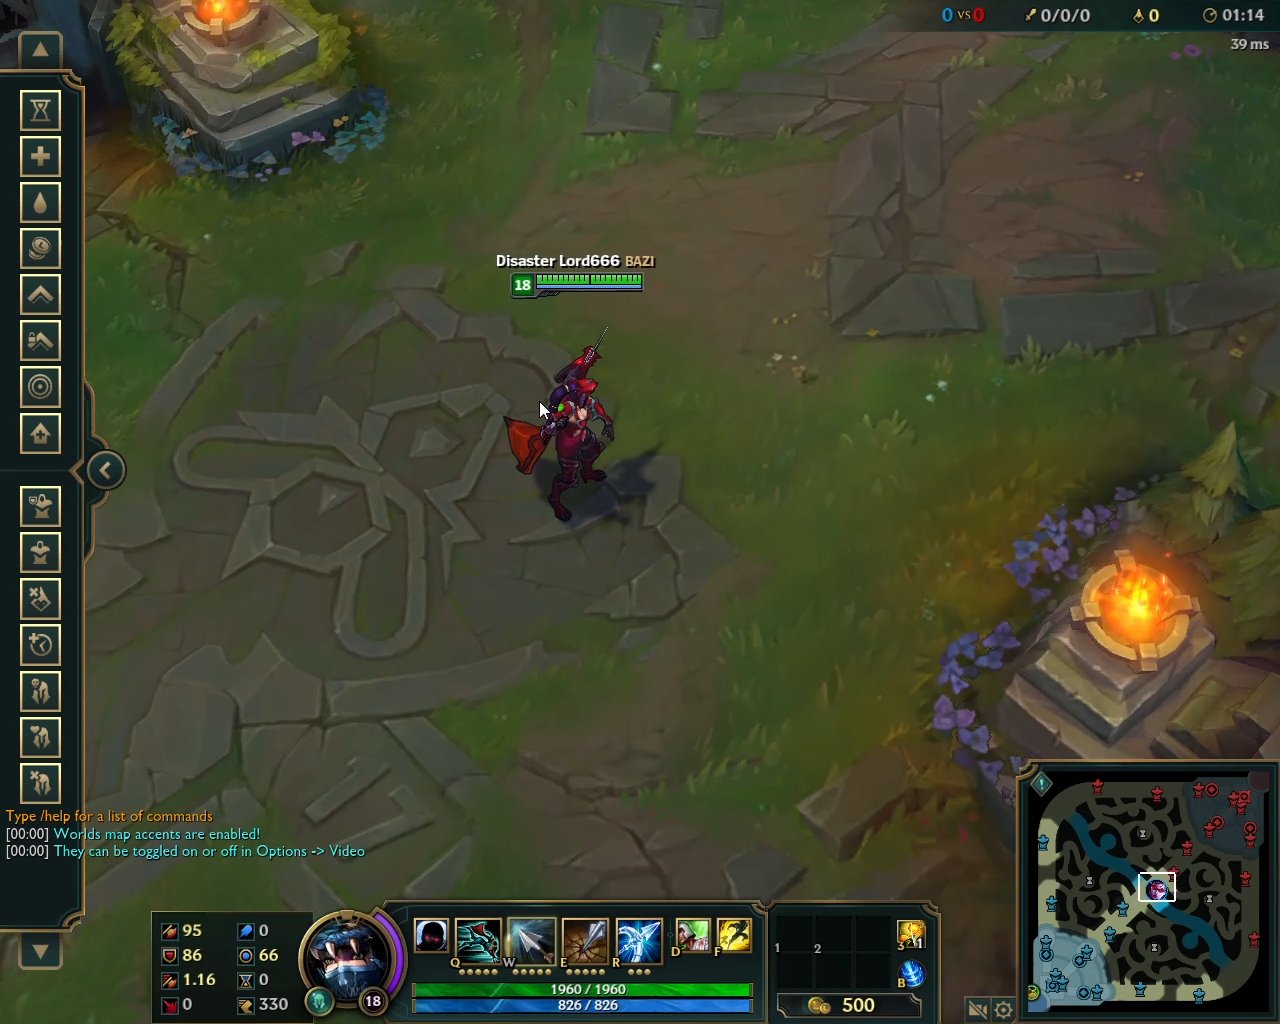 0 vs 0 0/0/0 0 01:14
39 ms
Disaster Lord666 BAZI
18
Type /help for a list of commands
[00:00] Worlds map accents are enabled!
[00:00] They can be toggled on or off in Options -> Video
95 0
86 66
1.16 0
0 330
18
Q W E R D F
1960 / 1960
826 / 826
1 2 3 1
B
500